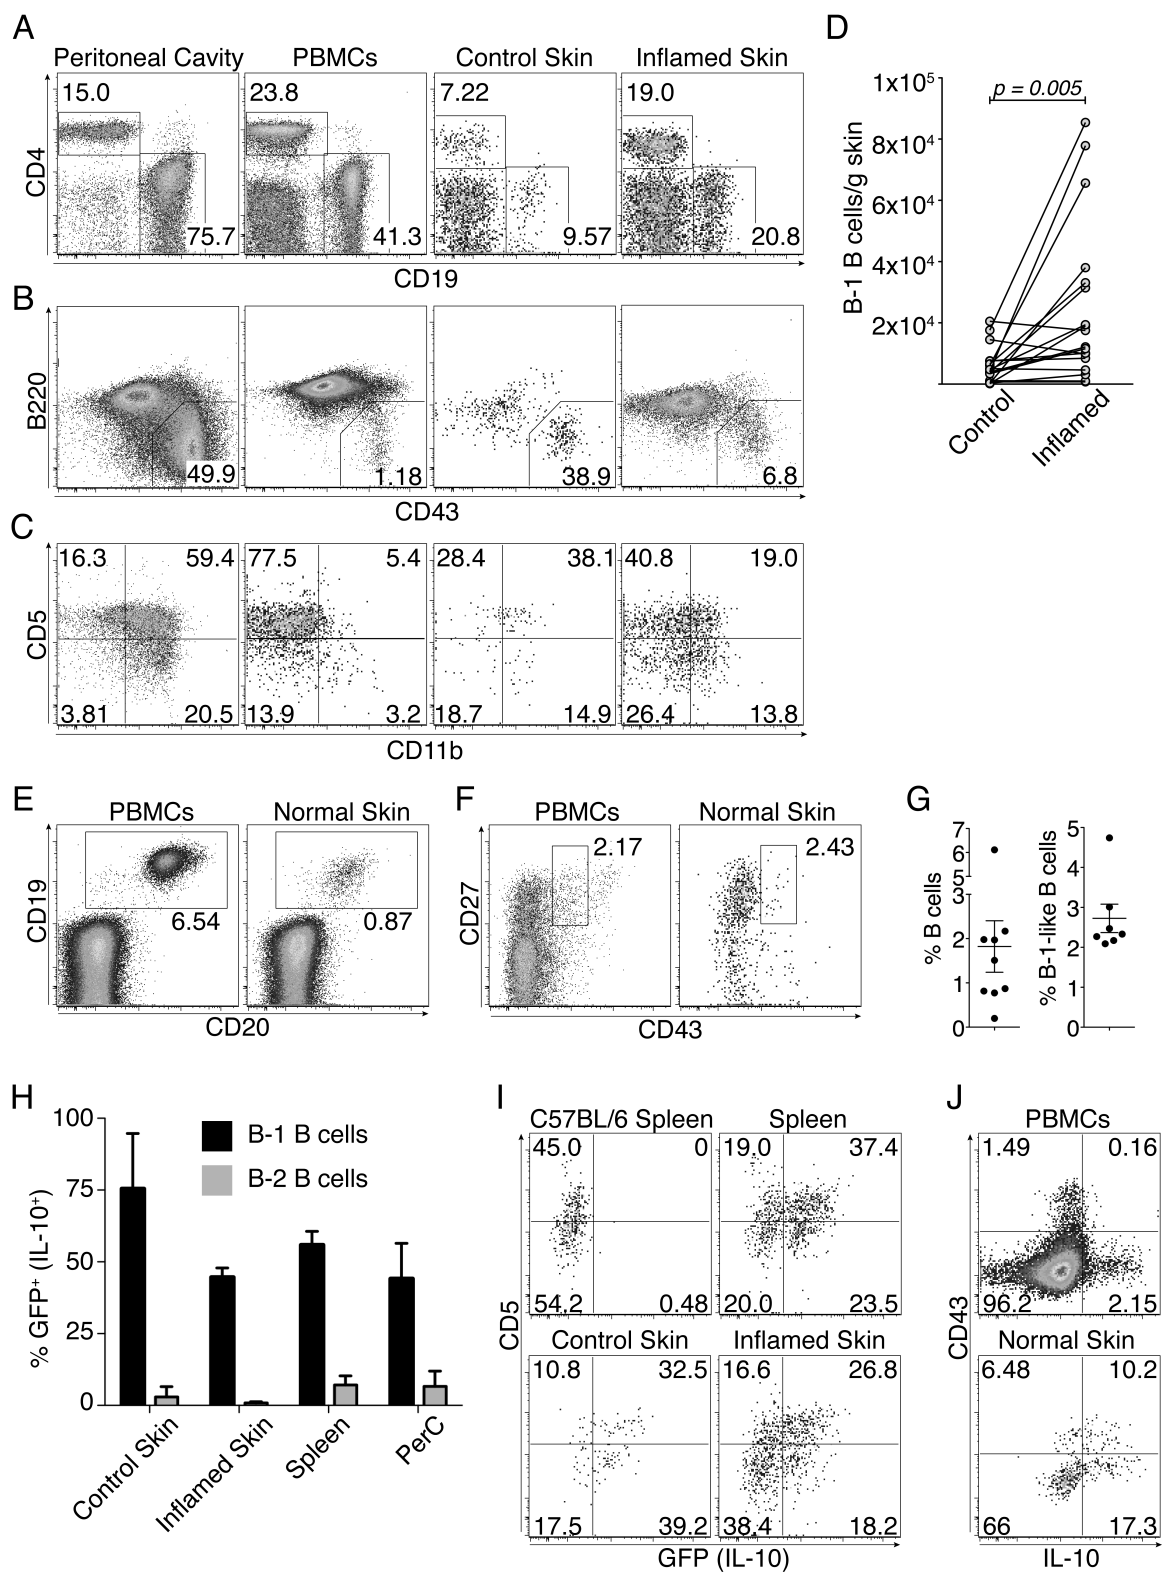 A
Peritoneal Cavity PBMCs Control Skin Inflamed Skin
15.0 23.8 7.22 19.0
CD4
75.7 41.3 9.57 20.8
CD19
B
B220
49.9 1.18 38.9 6.8
CD43
C
16.3 59.4 77.5 5.4 28.4 38.1 40.8 19.0
CD5
3.81 20.5 13.9 3.2 18.7 14.9 26.4 13.8
CD11b
D
p = 0.005
B-1 B cells/g skin
1x10⁵
8x10⁴
6x10⁴
4x10⁴
2x10⁴
Control Inflamed
E
PBMCs Normal Skin
CD19
6.54 0.87
CD20
F
PBMCs Normal Skin
2.17 2.43
CD27
CD43
G
% B cells
7
6
5
3
2
1
0
% B-1-like B cells
5
4
3
2
1
0
H
% GFP⁺ (IL-10⁺)
100
75
50
25
0
B-1 B cells
B-2 B cells
Control Skin Inflamed Skin Spleen PerC
I
C57BL/6 Spleen Spleen
45.0 0 19.0 37.4
54.2 0.48 20.0 23.5
CD5
Control Skin Inflamed Skin
10.8 32.5 16.6 26.8
17.5 39.2 38.4 18.2
GFP (IL-10)
J
PBMCs
1.49 0.16
96.2 2.15
CD43
Normal Skin
6.48 10.2
66 17.3
IL-10